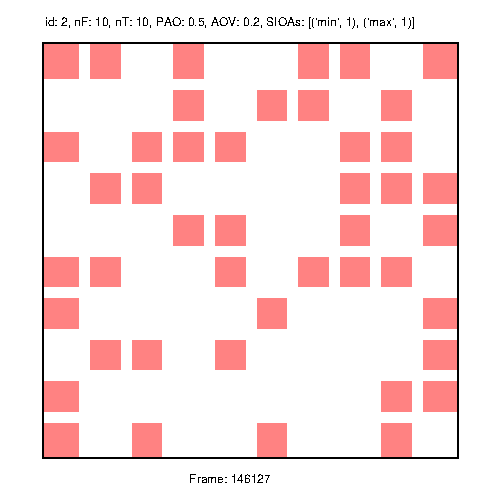 id: 2, nF: 10, nT: 10, PAO: 0.5, AOV: 0.2, SIOAs: [('min', 1), ('max', 1)]
Frame: 146127